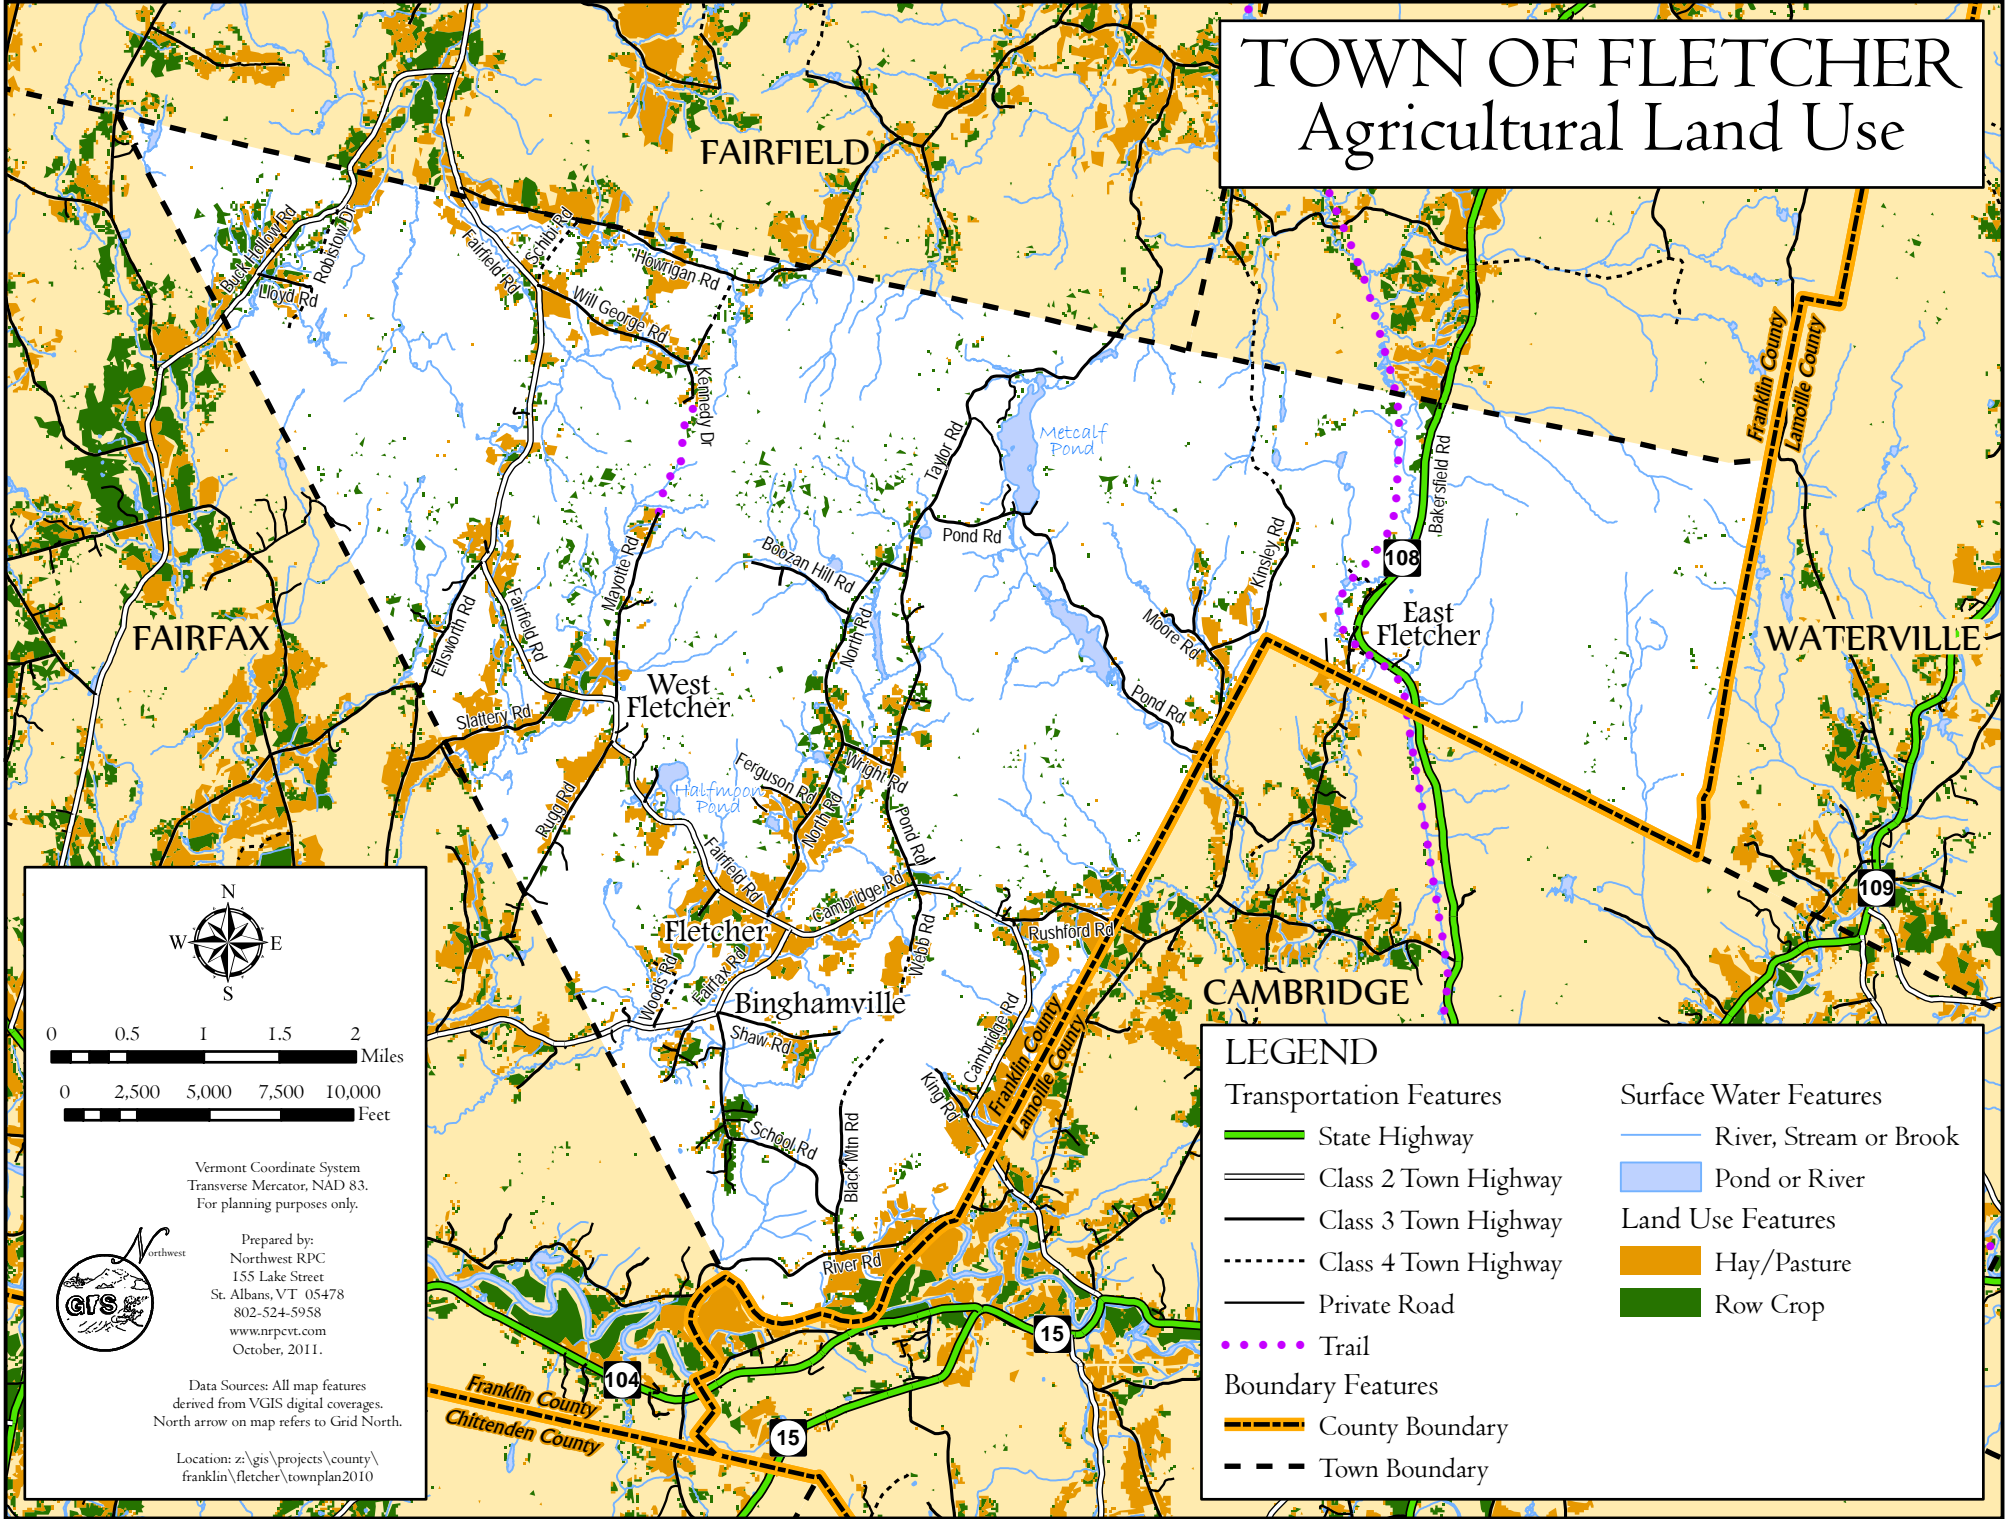 TOWN OF FLETCHER
Agricultural Land Use
FAIRFIELD
Buck Hollow Rd
Robistow Dr
Lloyd Rd
Fairfield Rd
Schibi Rd
Howrigan Rd
Will George Rd
Kennedy Dr
Franklin County
Lamoille County
Taylor Rd
Metcalf
Pond
Bakersfield Rd
Pond Rd
Kinsley Rd
108
Boozan Hill Rd
Mayotte Rd
Ellsworth Rd
Fairfield Rd
North Rd
Moore Rd
East
Fletcher
FAIRFAX
WATERVILLE
West
Fletcher
Slattery Rd
Pond Rd
Rugg Rd
Halfmoon
Pond
Ferguson Rd
Wright Rd
North Rd
Pond Rd
Fairfield Rd
Cambridge Rd
109
Fletcher
Rushford Rd
Webb Rd
Woods Rd
Fairfax Rd
Binghamville
CAMBRIDGE
Shaw Rd
Cambridge Rd
Franklin County
Lamoille County
King Rd
School Rd
Black Mtn Rd
River Rd
15
104
15
Franklin County
Chittenden County
N
W
E
S
0 0.5 1 1.5 2
Miles
0 2,500 5,000 7,500 10,000
Feet
Vermont Coordinate System
Transverse Mercator, NAD 83.
For planning purposes only.
Prepared by:
Northwest RPC
155 Lake Street
St. Albans, VT 05478
802-524-5958
www.nrpcvt.com
October, 2011.
Northwest
GIS
Data Sources: All map features
derived from VGIS digital coverages.
North arrow on map refers to Grid North.
Location: z:\gis\projects\county\
franklin\fletcher\townplan2010
LEGEND
Transportation Features
State Highway
Class 2 Town Highway
Class 3 Town Highway
Class 4 Town Highway
Private Road
Trail
Boundary Features
County Boundary
Town Boundary
Surface Water Features
River, Stream or Brook
Pond or River
Land Use Features
Hay/Pasture
Row Crop